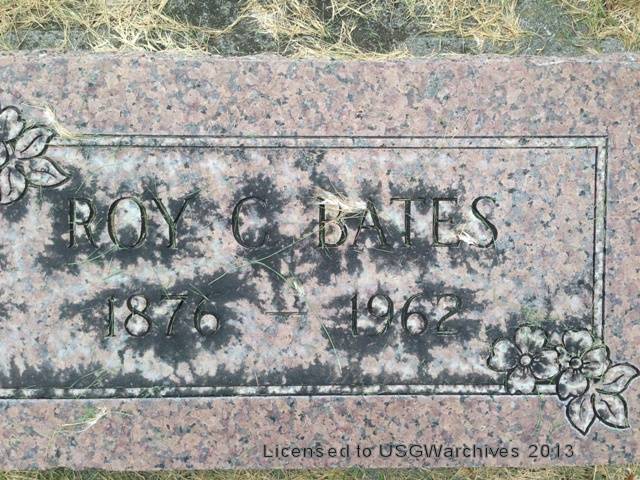 ROY C. BATES
1876 — 1962
Licensed to USGWarchives 2013